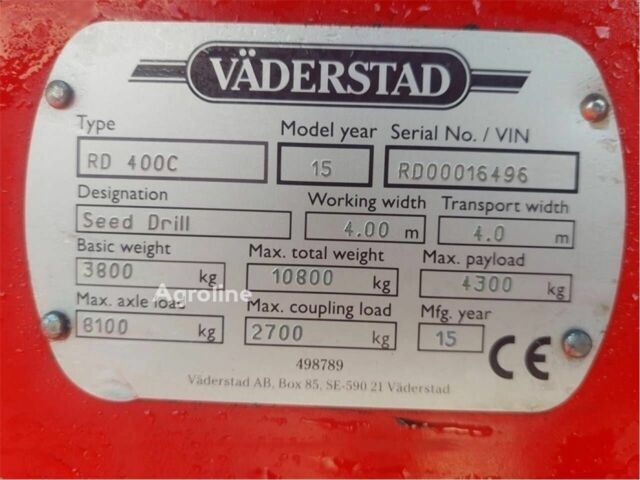 VÄDERSTAD
Type Model year Serial No. / VIN
RD 400C 15 RD00016496
Designation Working width Transport width
Seed Drill 4.00 m 4.0 m
Basic weight Max. total weight Max. payload
3800 kg 10800 kg 4300 kg
Max. axle load Max. coupling load Mfg. year
8100 kg 2700 kg 15 CE
498789
Väderstad AB, Box 85, SE-590 21 Väderstad
Agroline